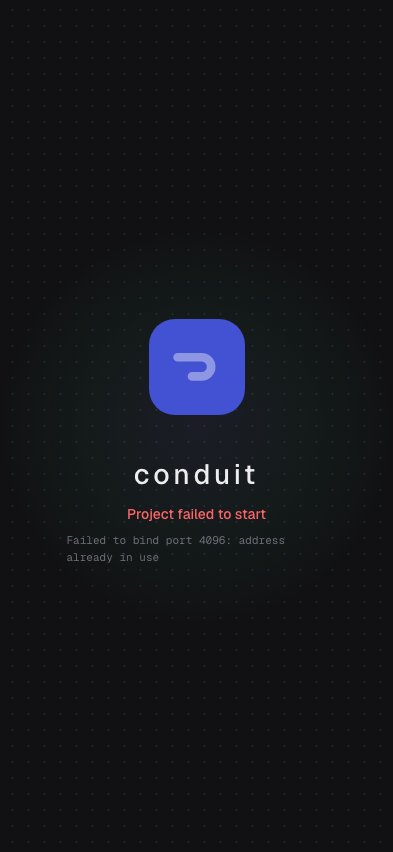 conduit
Project failed to start
Failed to bind port 4096: address
already in use